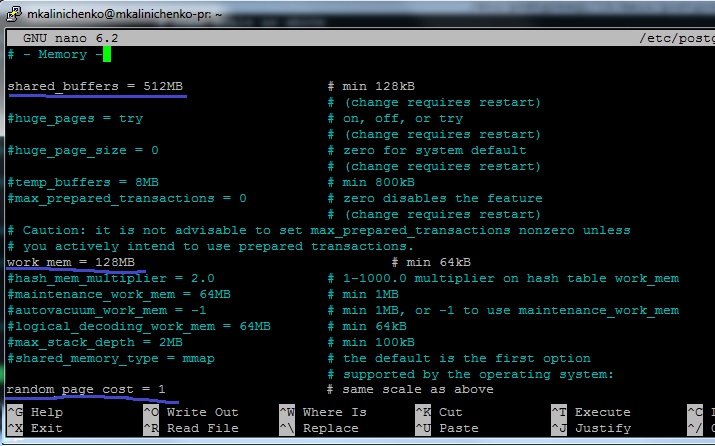 mkalinichenko@mkalinichenko-pr: ~
GNU nano 6.2 /etc/postg
# - Memory -
shared_buffers = 512MB # min 128kB
# (change requires restart)
#huge_pages = try # on, off, or try
# (change requires restart)
#huge_page_size = 0 # zero for system default
# (change requires restart)
#temp_buffers = 8MB # min 800kB
#max_prepared_transactions = 0 # zero disables the feature
# (change requires restart)
# Caution: it is not advisable to set max_prepared_transactions nonzero unless
# you actively intend to use prepared transactions.
work_mem = 128MB # min 64kB
#hash_mem_multiplier = 2.0 # 1-1000.0 multiplier on hash table work_mem
#maintenance_work_mem = 64MB # min 1MB
#autovacuum_work_mem = -1 # min 1MB, or -1 to use maintenance_work_mem
#logical_decoding_work_mem = 64MB # min 64kB
#max_stack_depth = 2MB # min 100kB
#shared_memory_type = mmap # the default is the first option
# supported by the operating system:
random_page_cost = 1 # same scale as above
^G Help ^O Write Out ^W Where Is ^K Cut ^T Execute ^C
^X Exit ^R Read File ^\ Replace ^U Paste ^J Justify ^/